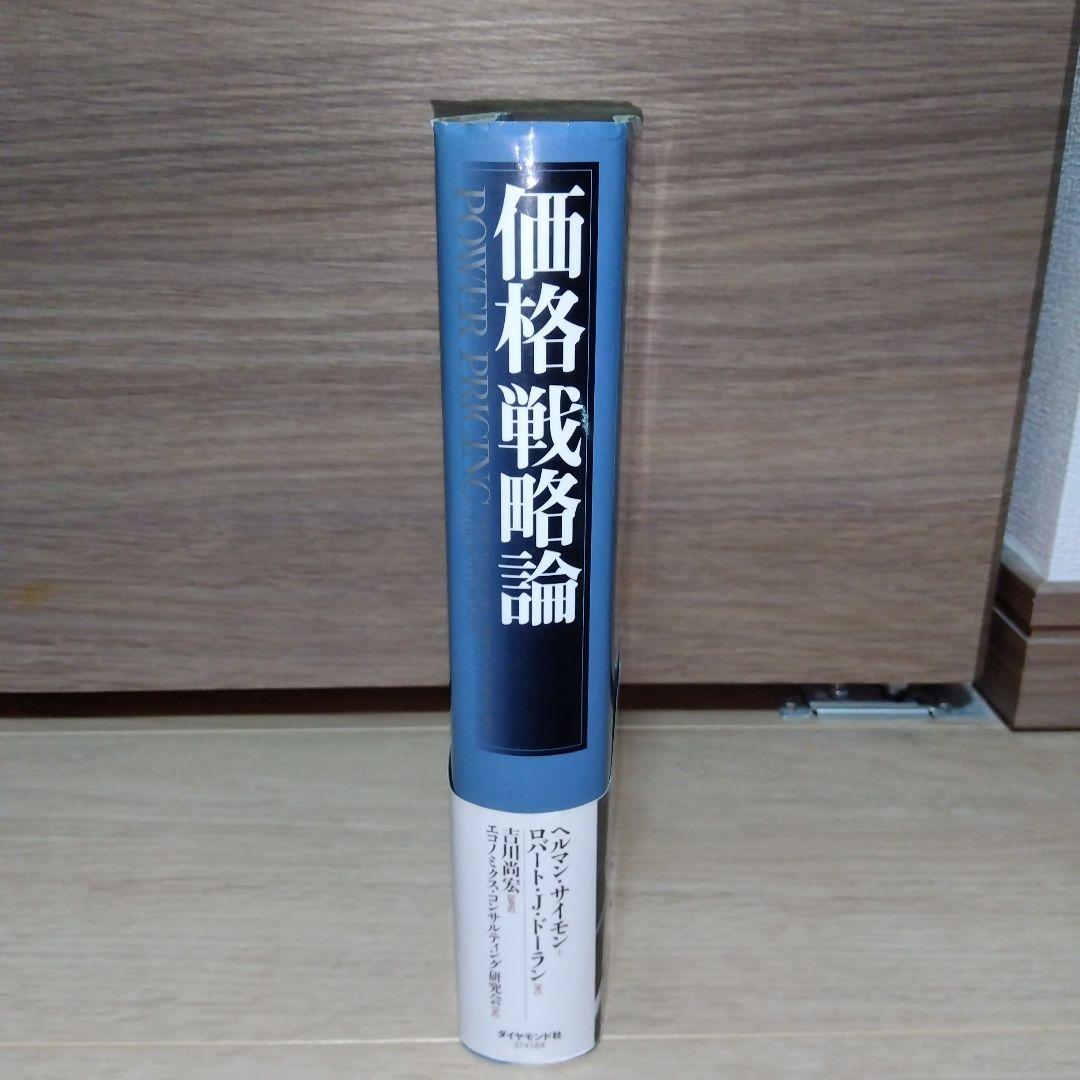 価格戦略論
POWER PRICING
ヘルマン・サイモン+
ロバート・J・ドーラン[著]
吉川尚宏[監訳]
エコノミクス・コンサルティング研究会[訳]
ダイヤモンド社
37418X